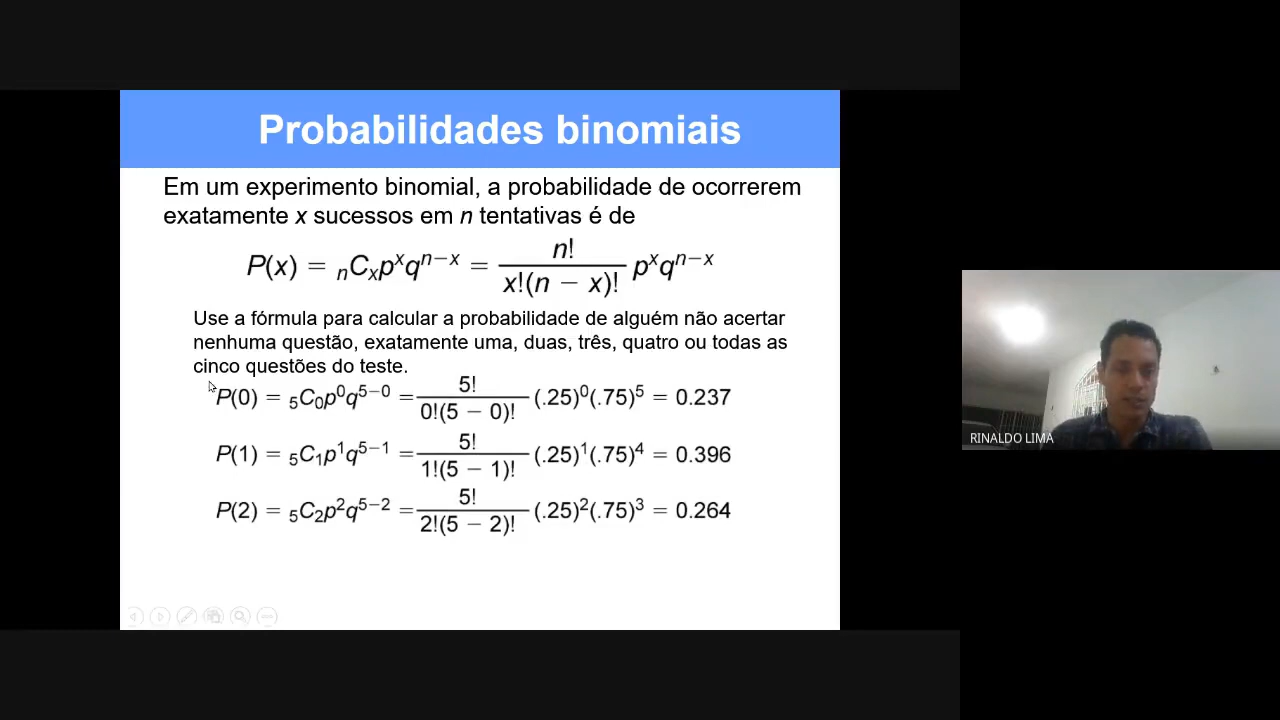 Probabilidades binomiais
Em um experimento binomial, a probabilidade de ocorrerem
exatamente x sucessos em n tentativas é de
P(x) = ₙCₓpˣqⁿ⁻ˣ = n! / x!(n − x)! pˣqⁿ⁻ˣ
Use a fórmula para calcular a probabilidade de alguém não acertar
nenhuma questão, exatamente uma, duas, três, quatro ou todas as
cinco questões do teste.
P(0) = ₅C₀p⁰q⁵⁻⁰ = 5! / 0!(5 − 0)! (.25)⁰(.75)⁵ = 0.237
P(1) = ₅C₁p¹q⁵⁻¹ = 5! / 1!(5 − 1)! (.25)¹(.75)⁴ = 0.396
P(2) = ₅C₂p²q⁵⁻² = 5! / 2!(5 − 2)! (.25)²(.75)³ = 0.264
RINALDO LIMA